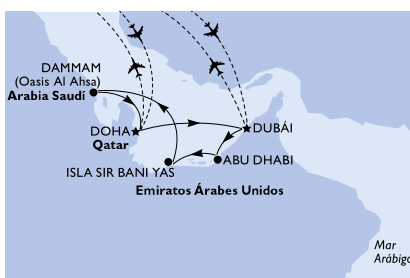 DAMMAM
(Oasis Al Ahsa)
Arabia Saudí
DOHA
Qatar
DUBÁI
ABU DHABI
ISLA SIR BANI YAS
Emiratos Árabes Unidos
Mar
Arábigo